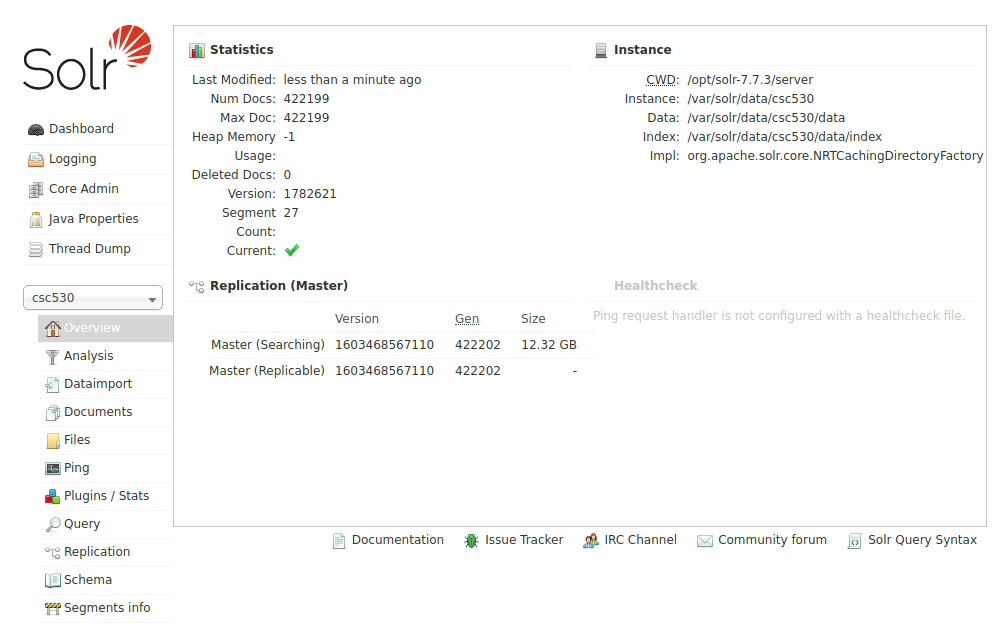 Solr
Dashboard
Logging
Core Admin
Java Properties
Thread Dump
csc530
Overview
Analysis
Dataimport
Documents
Files
Ping
Plugins / Stats
Query
Replication
Schema
Segments info
Statistics
Last Modified: less than a minute ago
Num Docs: 422199
Max Doc: 422199
Heap Memory -1
Usage:
Deleted Docs: 0
Version: 1782621
Segment 27
Count:
Current:
Instance
CWD: /opt/solr-7.7.3/server
Instance: /var/solr/data/csc530
Data: /var/solr/data/csc530/data
Index: /var/solr/data/csc530/data/index
Impl: org.apache.solr.core.NRTCachingDirectoryFactory
Replication (Master)
Version Gen Size
Master (Searching) 1603468567110 422202 12.32 GB
Master (Replicable) 1603468567110 422202 -
Healthcheck
Ping request handler is not configured with a healthcheck file.
Documentation Issue Tracker IRC Channel Community forum Solr Query Syntax